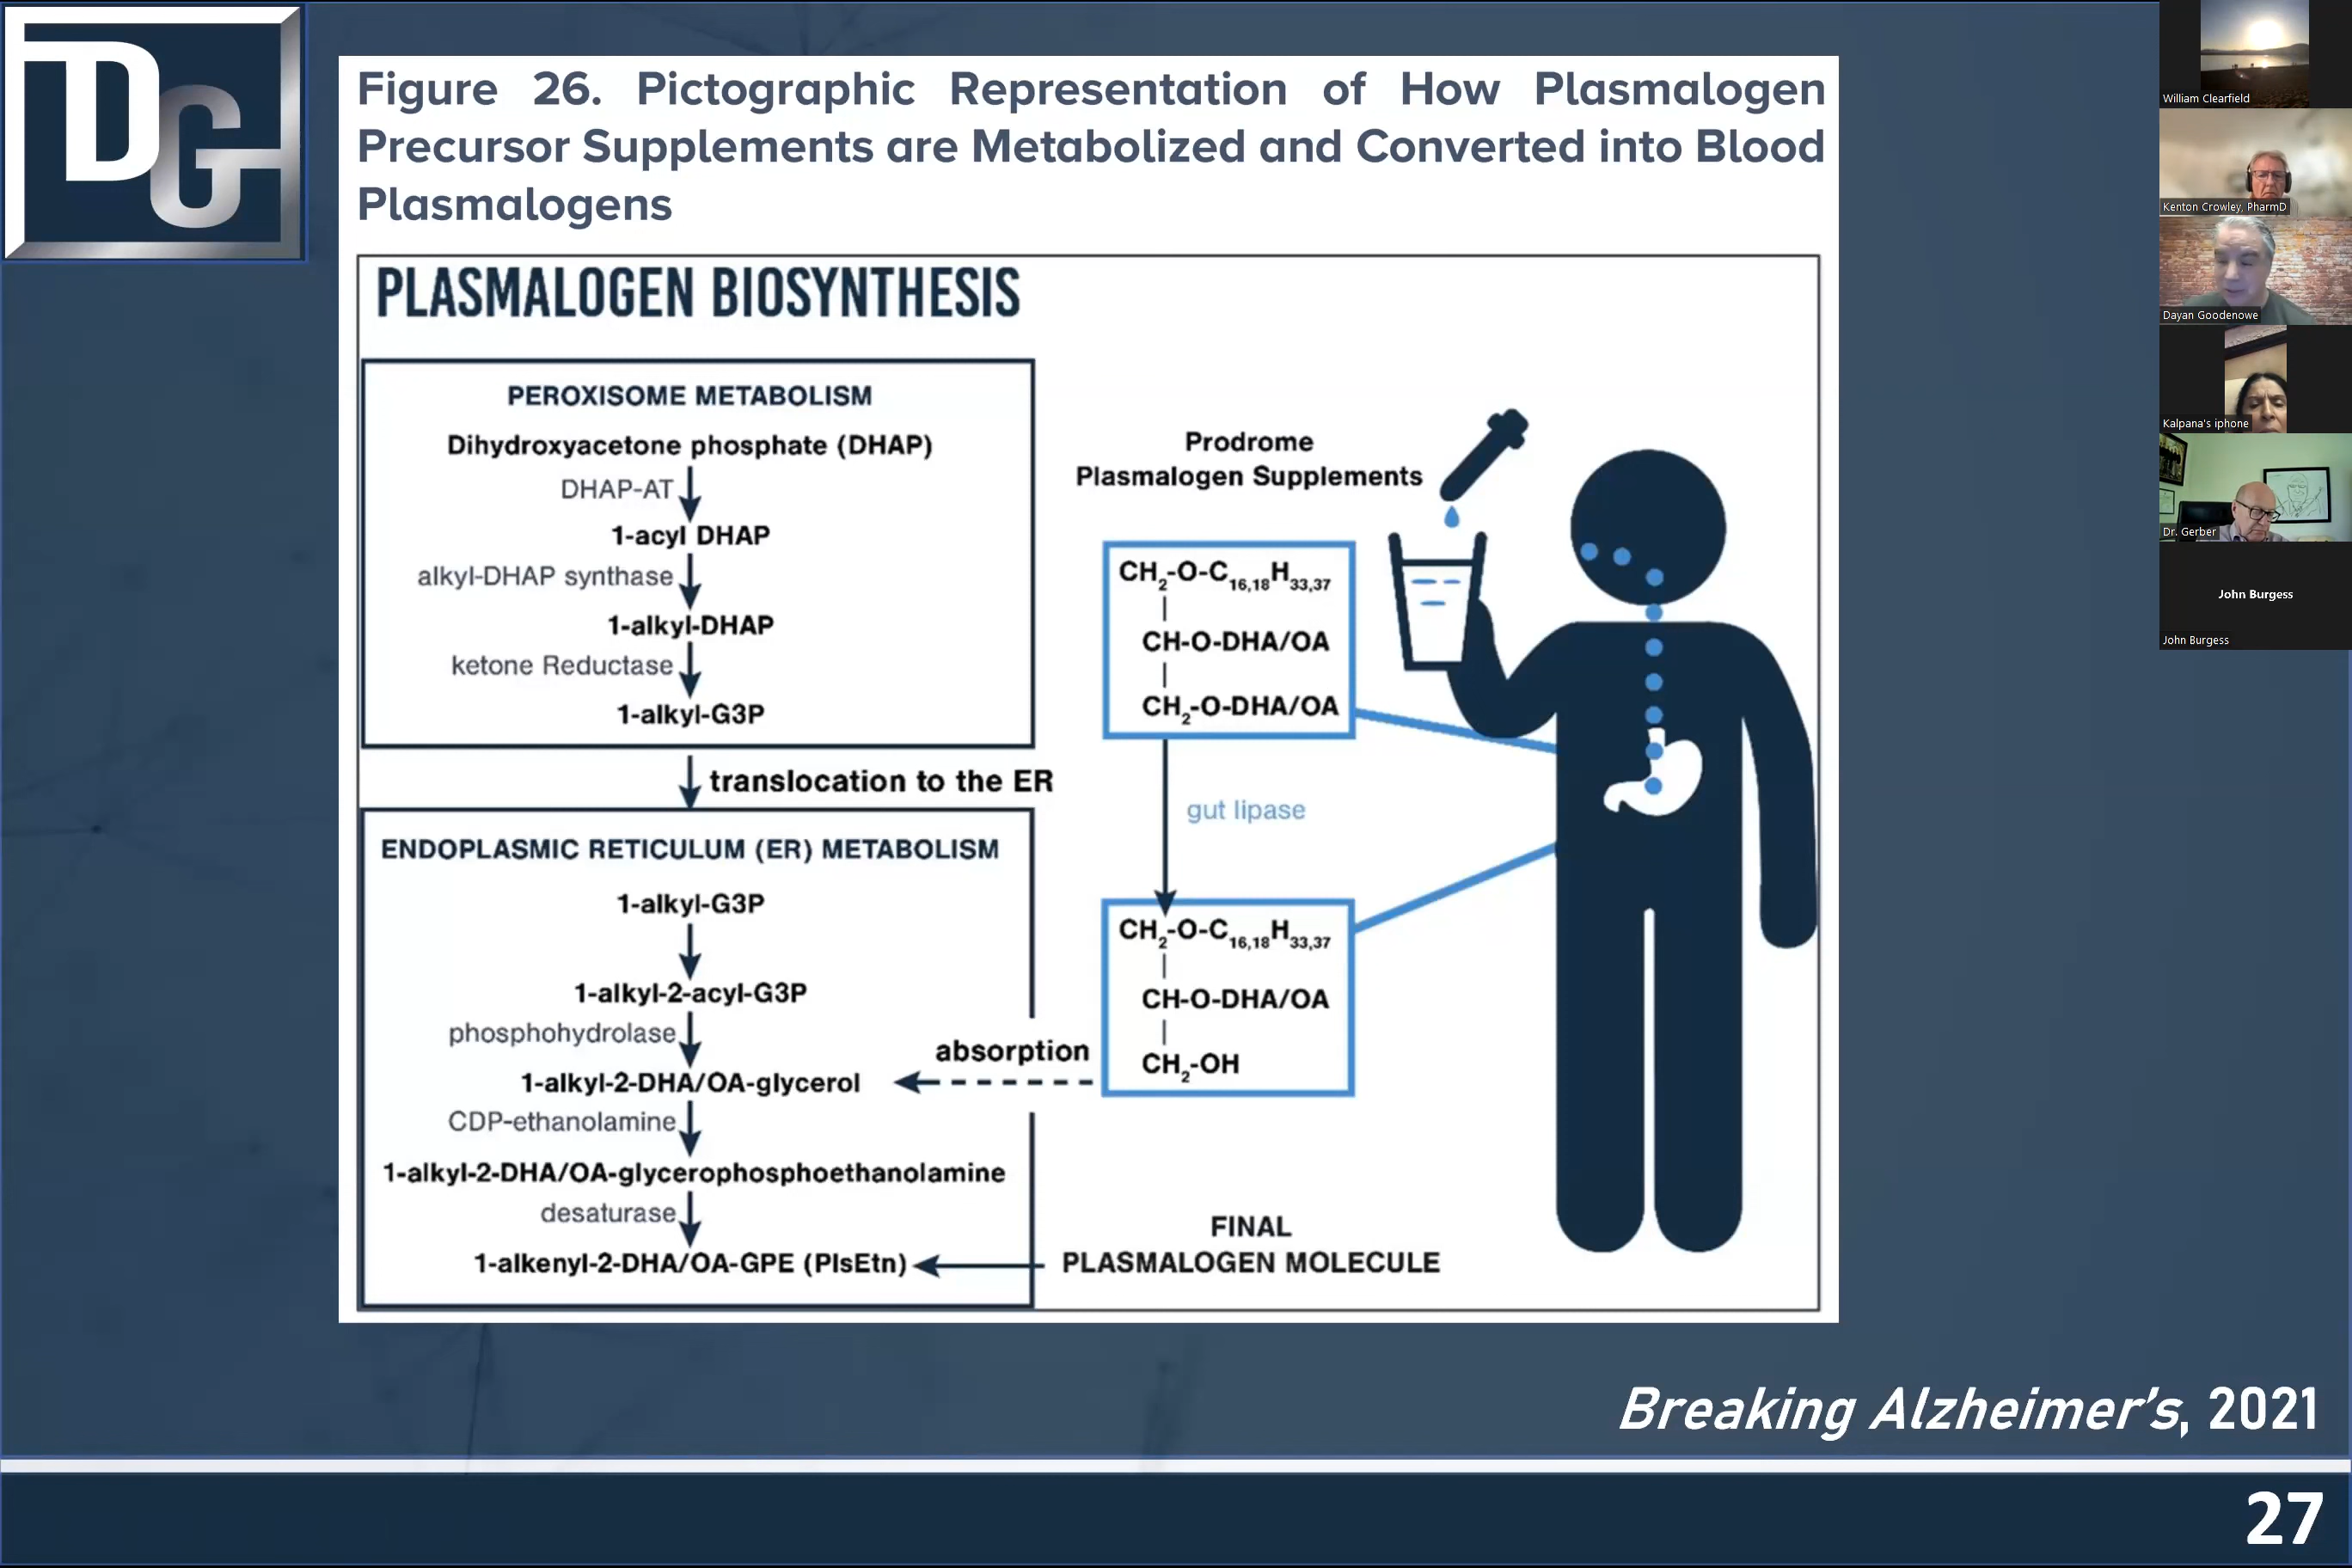 DG
Figure 26. Pictographic Representation of How Plasmalogen
Precursor Supplements are Metabolized and Converted into Blood
Plasmalogens
PLASMALOGEN BIOSYNTHESIS
PEROXISOME METABOLISM
Dihydroxyacetone phosphate (DHAP)
DHAP-AT
1-acyl DHAP
alkyl-DHAP synthase
1-alkyl-DHAP
ketone Reductase
1-alkyl-G3P
translocation to the ER
ENDOPLASMIC RETICULUM (ER) METABOLISM
1-alkyl-G3P
1-alkyl-2-acyl-G3P
phosphohydrolase
1-alkyl-2-DHA/OA-glycerol
CDP-ethanolamine
1-alkyl-2-DHA/OA-glycerophosphoethanolamine
desaturase
1-alkenyl-2-DHA/OA-GPE (PlsEtn)
Prodrome
Plasmalogen Supplements
CH2-O-C16,18H33,37
CH-O-DHA/OA
CH2-O-DHA/OA
gut lipase
CH2-O-C16,18H33,37
CH-O-DHA/OA
CH2-OH
absorption
FINAL
PLASMALOGEN MOLECULE
Breaking Alzheimer's, 2021
27
William Clearfield
Kenton Crowley, PharmD
Dayan Goodenowe
Kalpana's iphone
Dr. Gerber
John Burgess
John Burgess